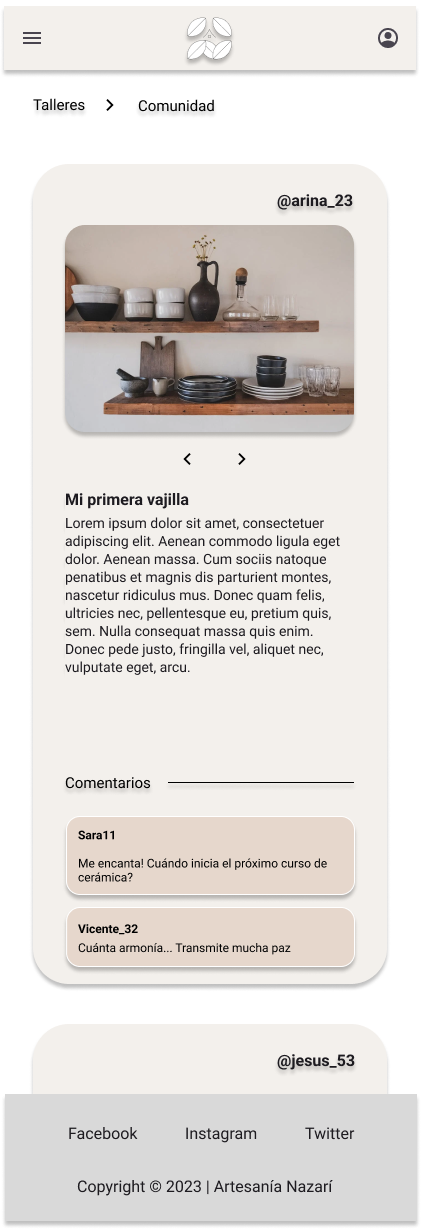 Talleres > Comunidad
@arina_23
Mi primera vajilla
Lorem ipsum dolor sit amet, consectetuer
adipiscing elit. Aenean commodo ligula eget
dolor. Aenean massa. Cum sociis natoque
penatibus et magnis dis parturient montes,
nascetur ridiculus mus. Donec quam felis,
ultricies nec, pellentesque eu, pretium quis,
sem. Nulla consequat massa quis enim.
Donec pede justo, fringilla vel, aliquet nec,
vulputate eget, arcu.
Comentarios
Sara11
Me encanta! Cuándo inicia el próximo curso de
cerámica?
Vicente_32
Cuánta armonía... Transmite mucha paz
@jesus_53
Facebook Instagram Twitter
Copyright © 2023 | Artesanía Nazarí